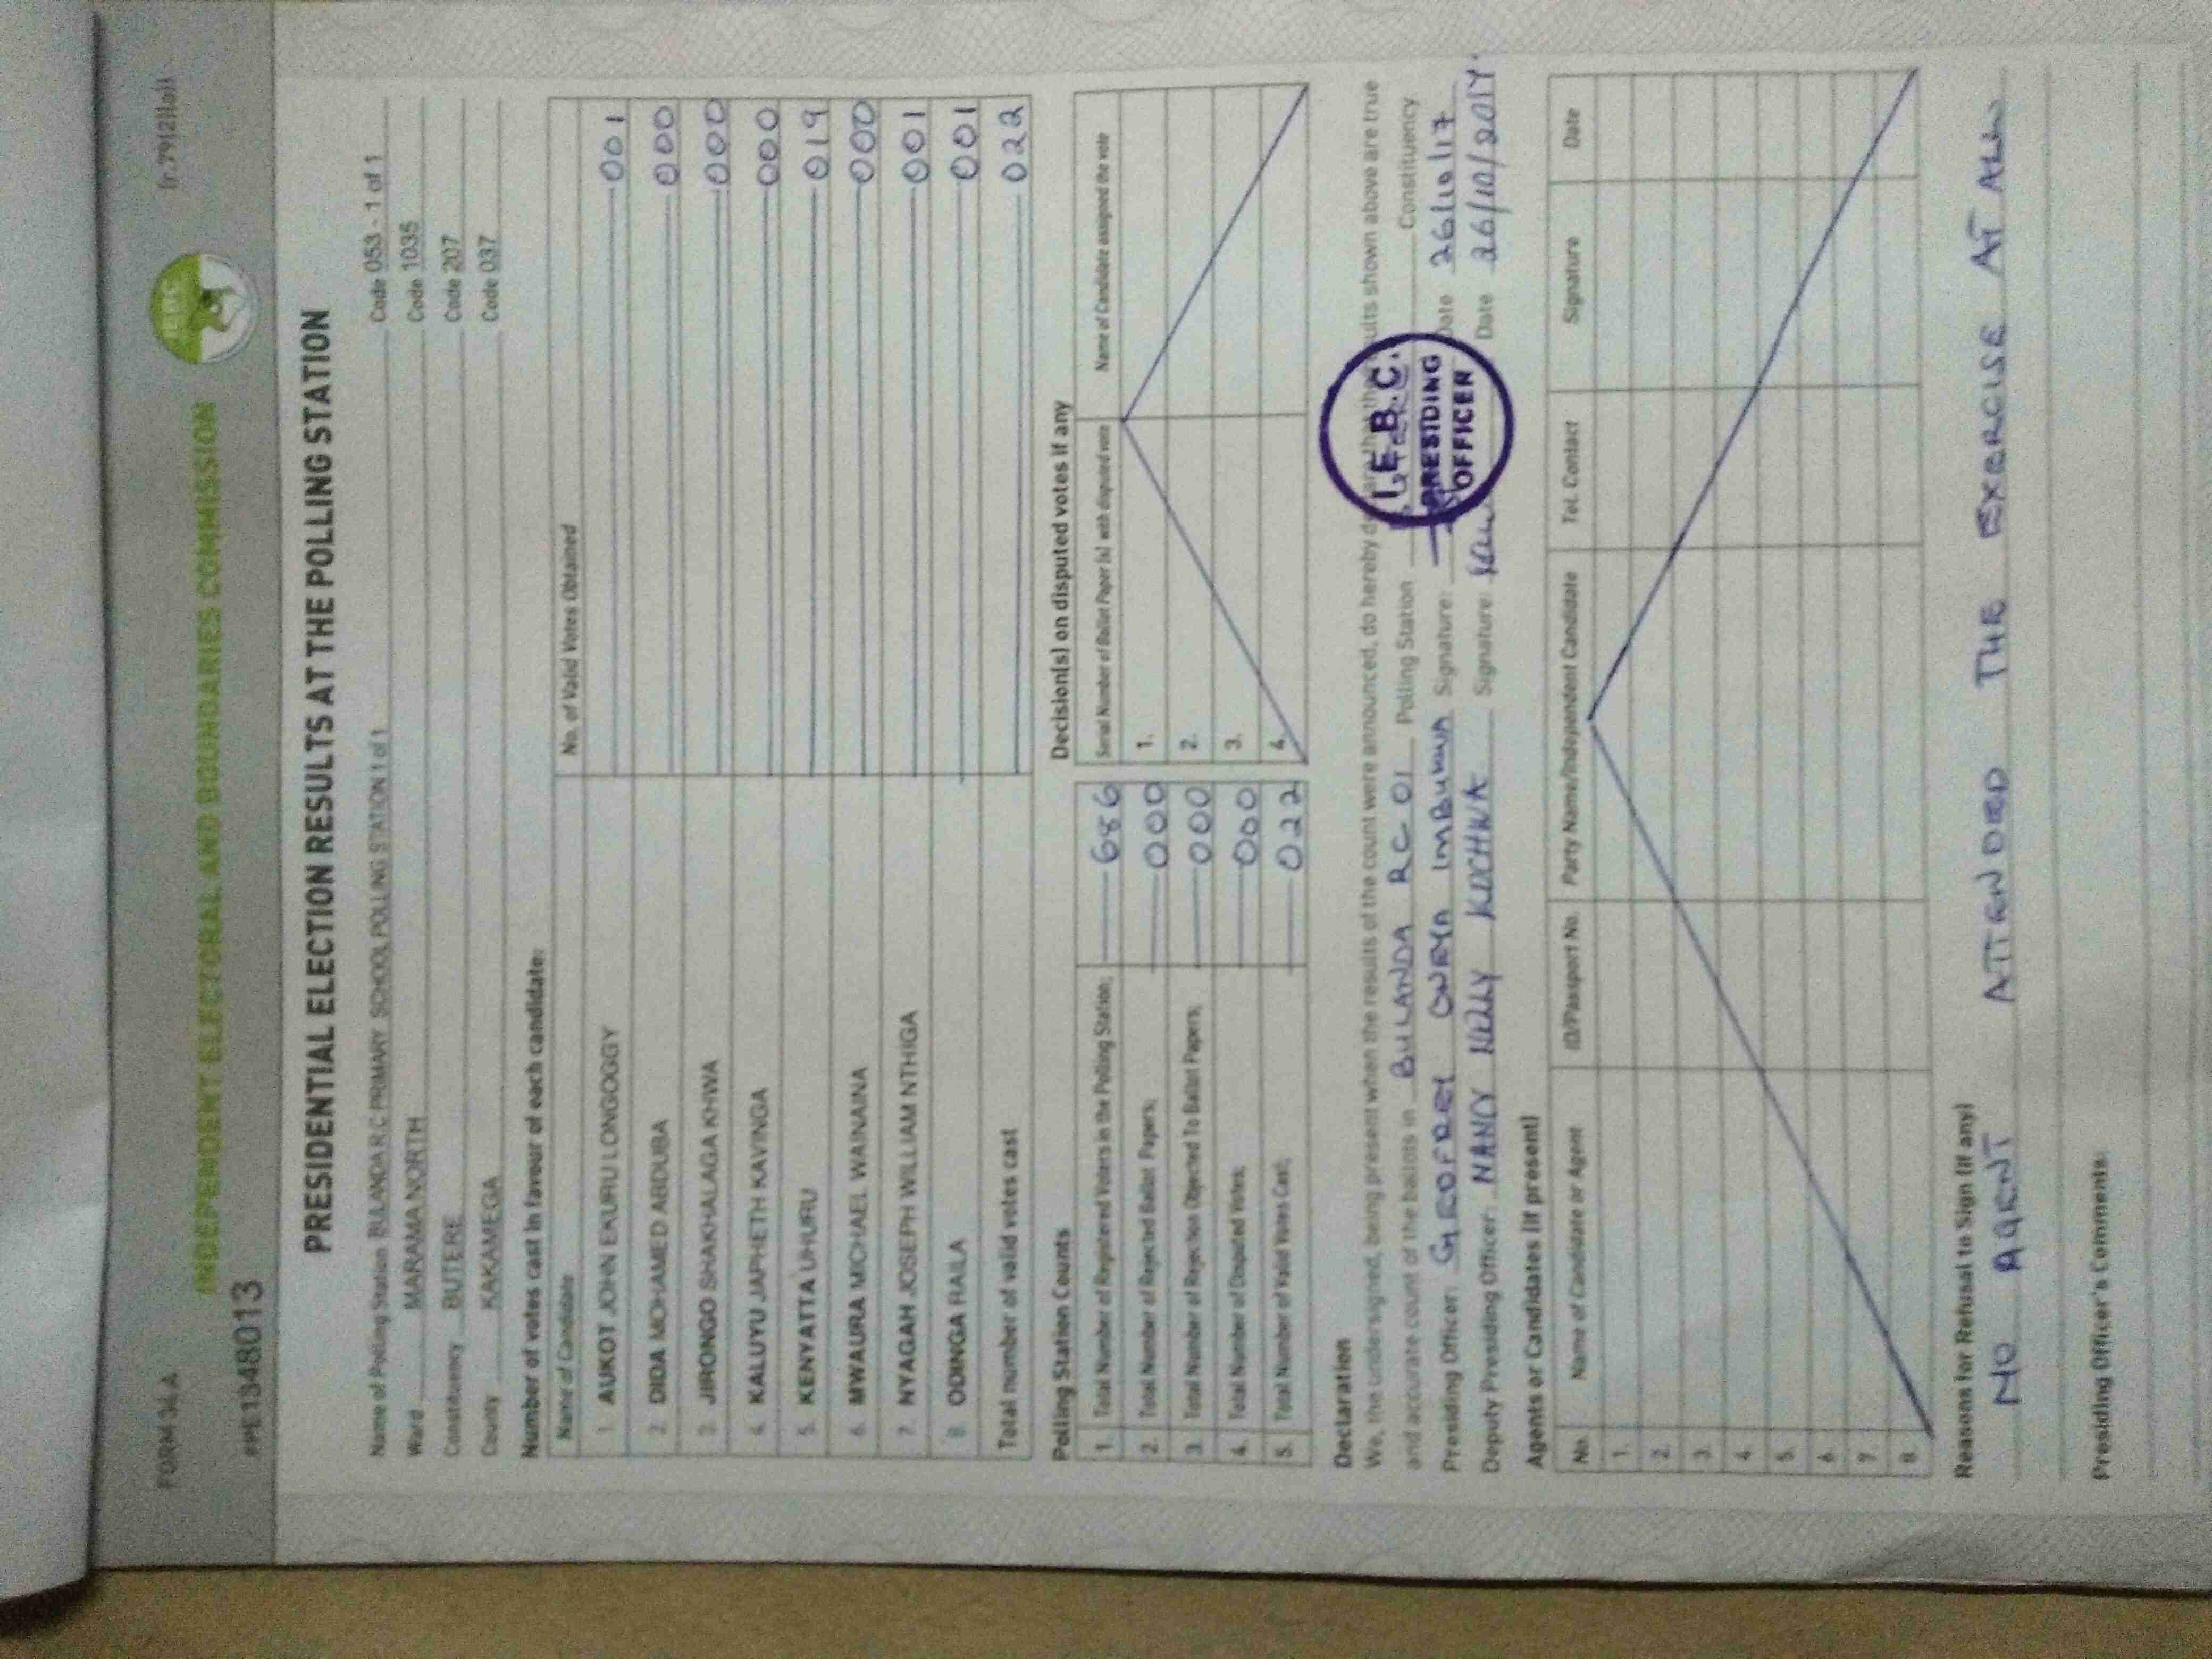 FORM 34A
[r.79(2)(a)]
INDEPENDENT ELECTORAL AND BOUNDARIES COMMISSION
IEBC
PRE1348013
PRESIDENTIAL ELECTION RESULTS AT THE POLLING STATION
Name of Polling Station BULANDA R.C PRIMARY SCHOOL POLLING STATION 1 of 1 Code 053 - 1 of 1
Ward MARAMA NORTH Code 1035
Constituency BUTERE Code 207
County KAKAMEGA Code 037
Number of votes cast in favour of each candidate:
Name of Candidate No. of Valid Votes Obtained
1. AUKOT JOHN EKURU LONGOGGY 001
2. DIDA MOHAMED ABDUBA 000
3. JIRONGO SHAKHALAGA KHWA 000
4. KALUYU JAPHETH KAVINGA 000
5. KENYATTA UHURU 019
6. MWAURA MICHAEL WAINAINA 000
7. NYAGAH JOSEPH WILLIAM NTHIGA 001
8. ODINGA RAILA 001
Total number of valid votes cast 022
Polling Station Counts
1. Total Number of Registered Voters in the Polling Station; 686
2. Total Number of Rejected Ballot Papers; 000
3. Total Number of Rejection Objected To Ballot Papers; 000
4. Total Number of Disputed Votes; 000
5. Total Number of Valid Votes Cast; 022
Decision(s) on disputed votes if any
Serial Number of Ballot Paper (s) with disputed vote Name of Candidate assigned the vote
1.
2.
3.
4.
Declaration
We, the undersigned, being present when the results of the count were announced, do hereby declare that the results shown above are true
and accurate count of the ballots in BULANDA RC 01 Polling Station Constituency
Presiding Officer: GEOFREY OWEYA IMBUKWA Signature: Date 26/10/17
Deputy Presiding Officer: NANCY NELLY Signature: Date 26/10/2017.
I.E.B.C.
PRESIDING
OFFICER
Agents or Candidates (if present)
No. Name of Candidate or Agent ID/Passport No. Party Name/Independent Candidate Tel. Contact Signature Date
1.
2.
3.
4.
5.
6.
7.
8.
Reasons for Refusal to Sign (if any)
NO AGENT ATTENDED THE EXERCISE AT ALL
Presiding Officer's Comments: